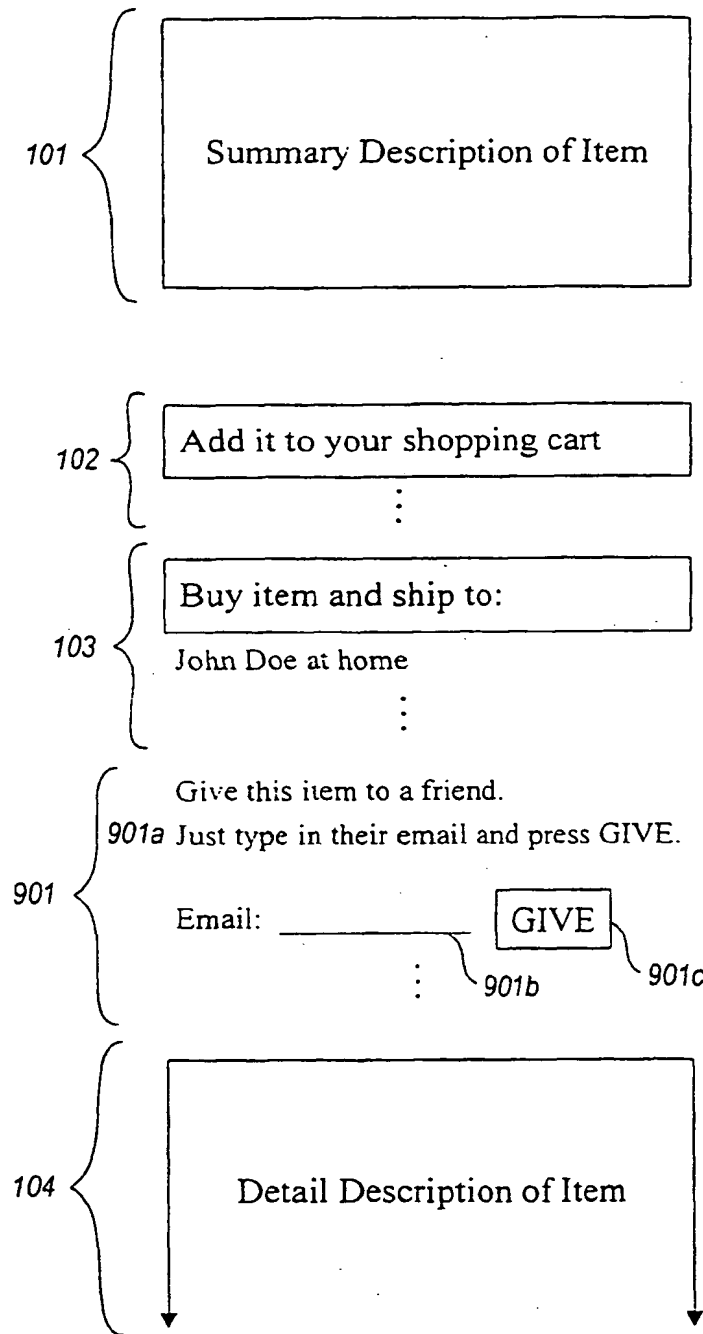 101
Summary Description of Item
102
Add it to your shopping cart
103
Buy item and ship to:
John Doe at home
901
Give this item to a friend.
901a Just type in their email and press GIVE.
Email: GIVE
901b
901c
104
Detail Description of Item